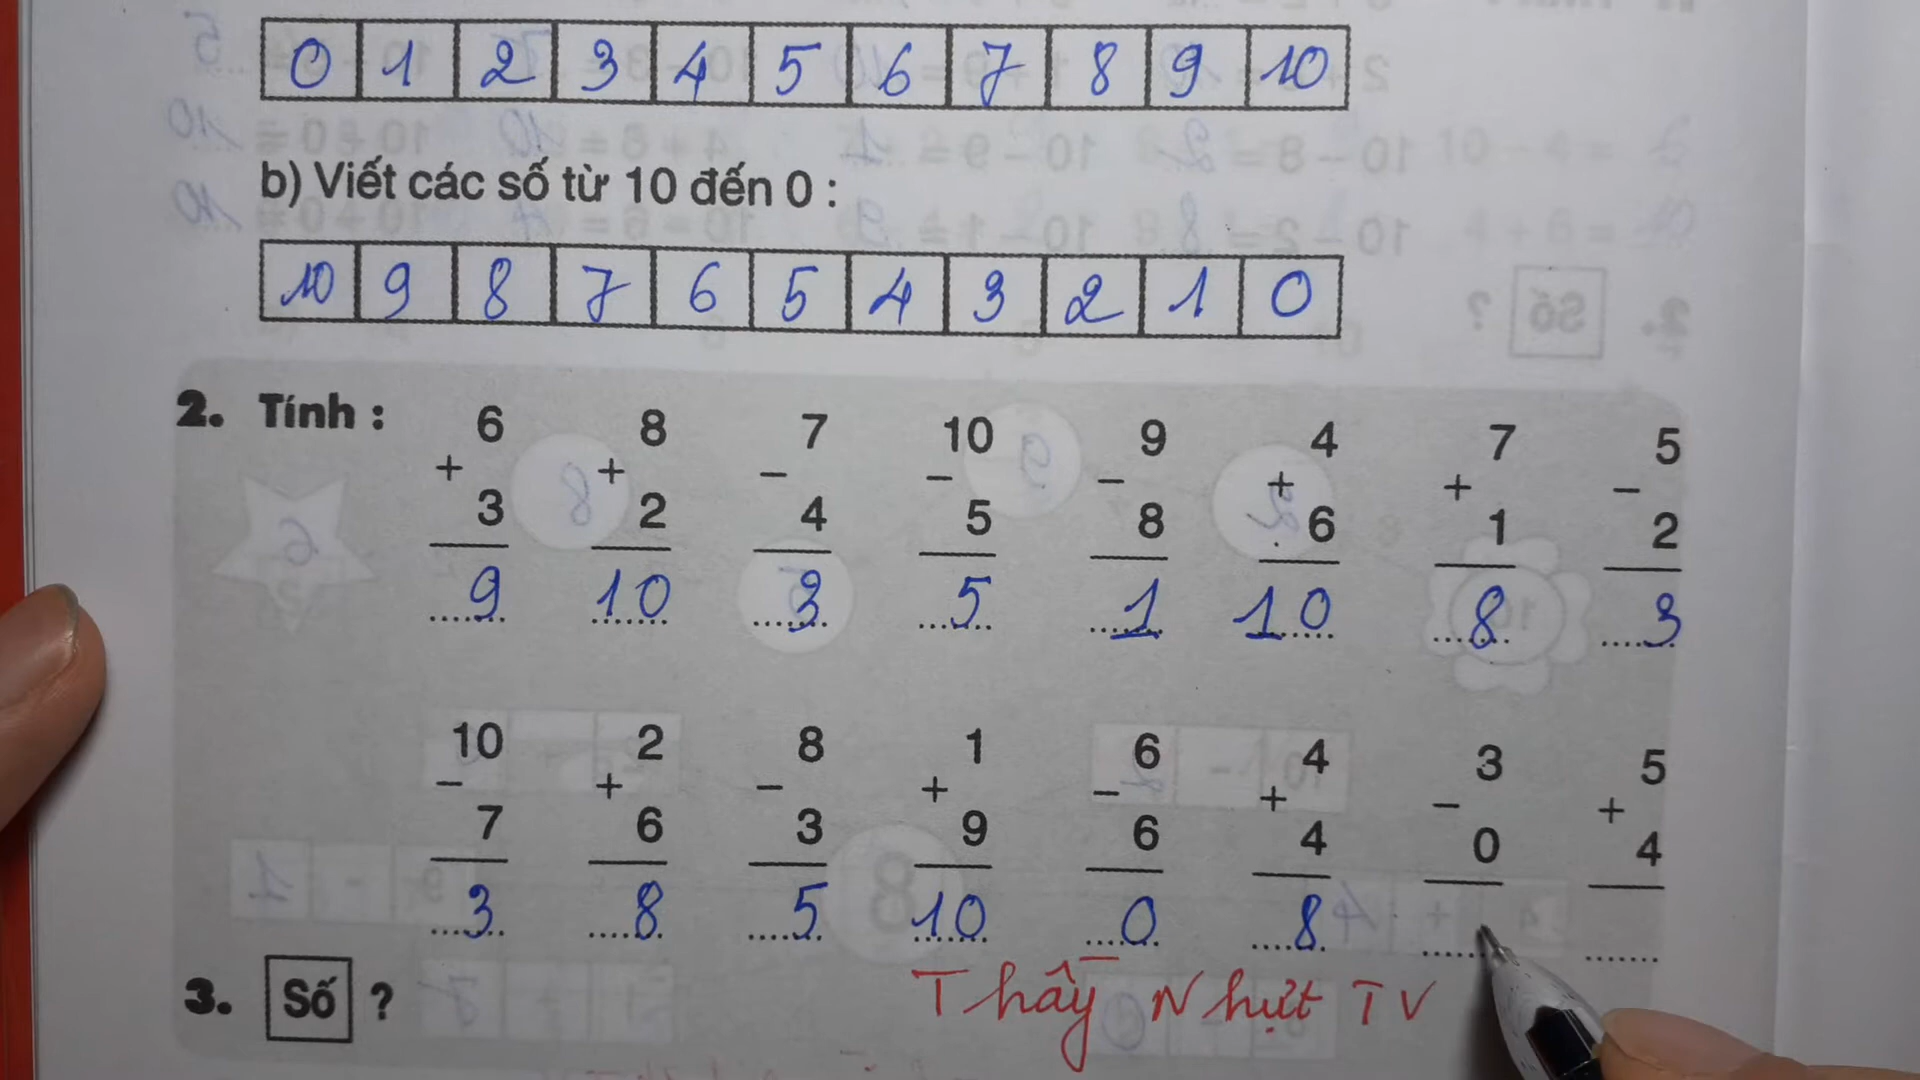 0 1 2 3 4 5 6 7 8 9 10
b) Viết các số từ 10 đến 0 :
10 9 8 7 6 5 4 3 2 1 0
2. Tính :
6 8 7 10 9 4 7 5
+ + − − − + + −
3 2 4 5 8 6 1 2
9 10 3 5 1 10 8 3
10 2 8 1 6 4 3 5
− + − + − + − +
7 6 3 9 6 4 0 4
3 8 5 10 0 8
3. Số ?
Thầy Nhựt TV